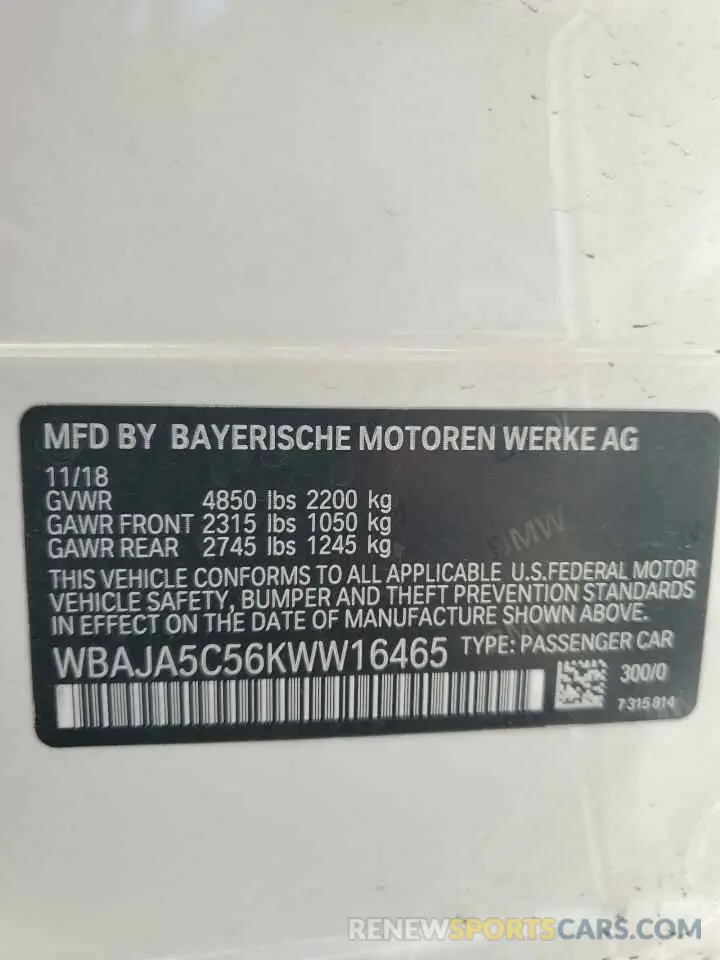 MFD BY BAYERISCHE MOTOREN WERKE AG
11/18
GVWR 4850 lbs 2200 kg
GAWR FRONT 2315 lbs 1050 kg
GAWR REAR 2745 lbs 1245 kg
BMW
THIS VEHICLE CONFORMS TO ALL APPLICABLE U.S.FEDERAL MOTOR
VEHICLE SAFETY, BUMPER AND THEFT PREVENTION STANDARDS
IN EFFECT ON THE DATE OF MANUFACTURE SHOWN ABOVE.
WBAJA5C56KWW16465 TYPE: PASSENGER CAR
300/0
7 315 814
RENEWSPORTSCARS.COM